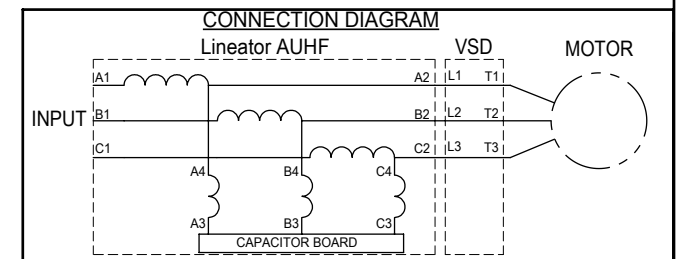 CONNECTION DIAGRAM
Lineator AUHF VSD MOTOR
A1 A2 L1 T1
INPUT B1 B2 L2 T2
C1 C2 L3 T3
A4 B4 C4
A3 B3 C3
CAPACITOR BOARD